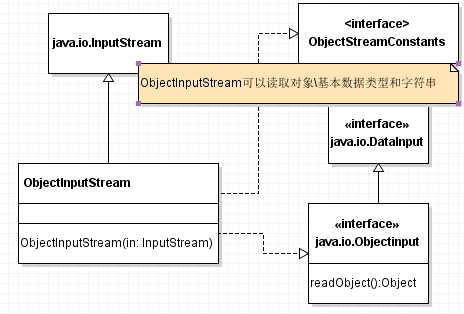 <interface>
ObjectStreamConstants
java.io.InputStream
ObjectInputStream可以读取对象\基本数据类型和字符串
«interface»
java.io.DataInput
ObjectInputStream
ObjectInputStream(in: InputStream)
«interface»
java.io.Objectinput
readObject():Object